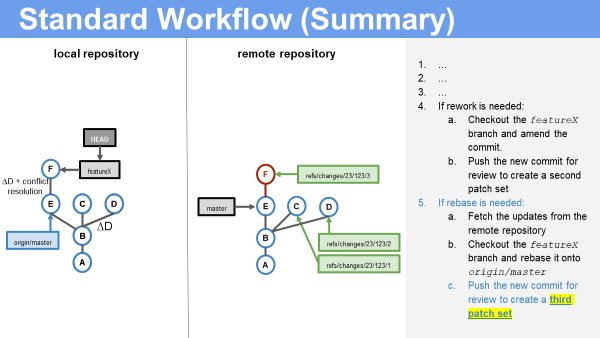 Standard Workflow (Summary)
local repository
remote repository
HEAD
F
featureX
ΔD + conflict
resolution
E
C
D
ΔD
origin/master
B
A
F
refs/changes/23/123/3
master
E
C
D
B
refs/changes/23/123/2
A
refs/changes/23/123/1
1. ...
2. ...
3. ...
4. If rework is needed:
a. Checkout the featureX
branch and amend the
commit.
b. Push the new commit for
review to create a second
patch set
5. If rebase is needed:
a. Fetch the updates from the
remote repository
b. Checkout the featureX
branch and rebase it onto
origin/master
c. Push the new commit for
review to create a third
patch set